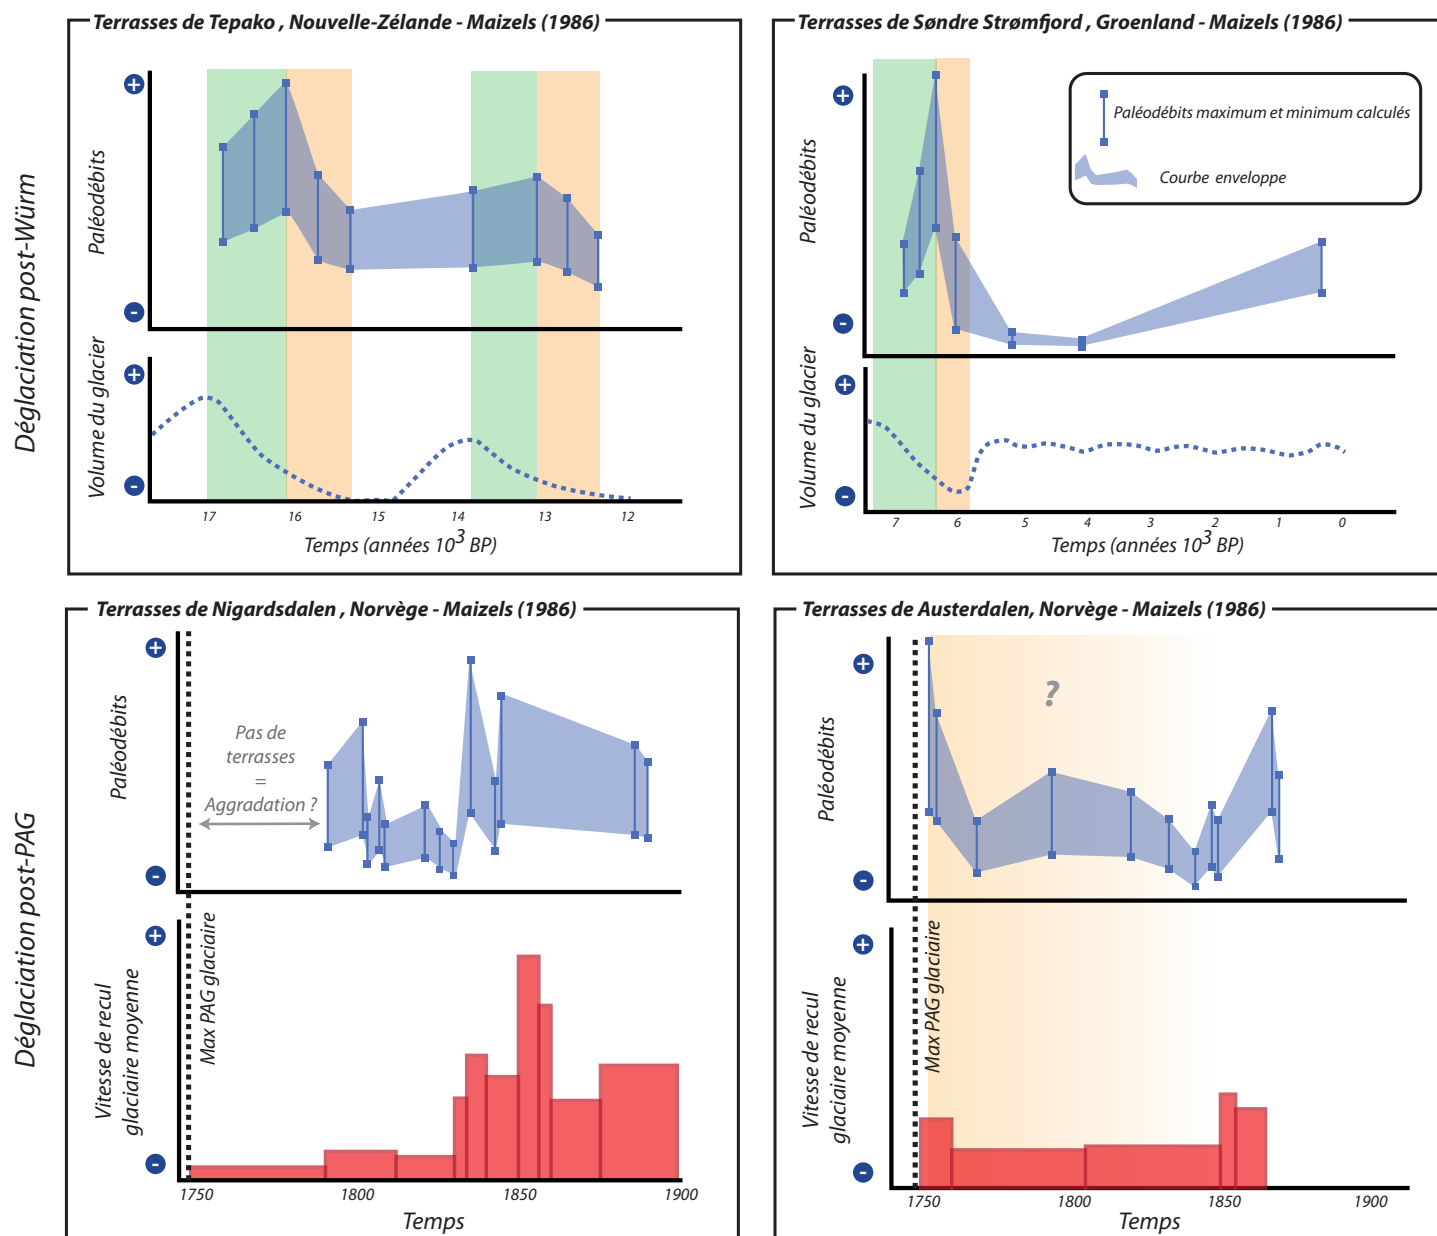 Déglaciation post-Würm
Terrasses de Tepako , Nouvelle-Zélande - Maizels (1986)
Paléodébits
+
-
Volume du glacier
+
-
17 16 15 14 13 12
Temps (années 10³ BP)
Terrasses de Søndre Strømfjord , Groenland - Maizels (1986)
Paléodébits maximum et minimum calculés
Courbe enveloppe
Paléodébits
+
-
Volume du glacier
+
-
7 6 5 4 3 2 1 0
Temps (années 10³ BP)
Déglaciation post-PAG
Terrasses de Nigardsdalen , Norvège - Maizels (1986)
Paléodébits
+
-
Pas de
terrasses
=
Aggradation ?
Max PAG glaciaire
Vitesse de recul
glaciaire moyenne
+
-
1750 1800 1850 1900
Temps
Terrasses de Austerdalen, Norvège - Maizels (1986)
Paléodébits
+
-
?
Max PAG glaciaire
Vitesse de recul
glaciaire moyenne
+
-
1750 1800 1850 1900
Temps